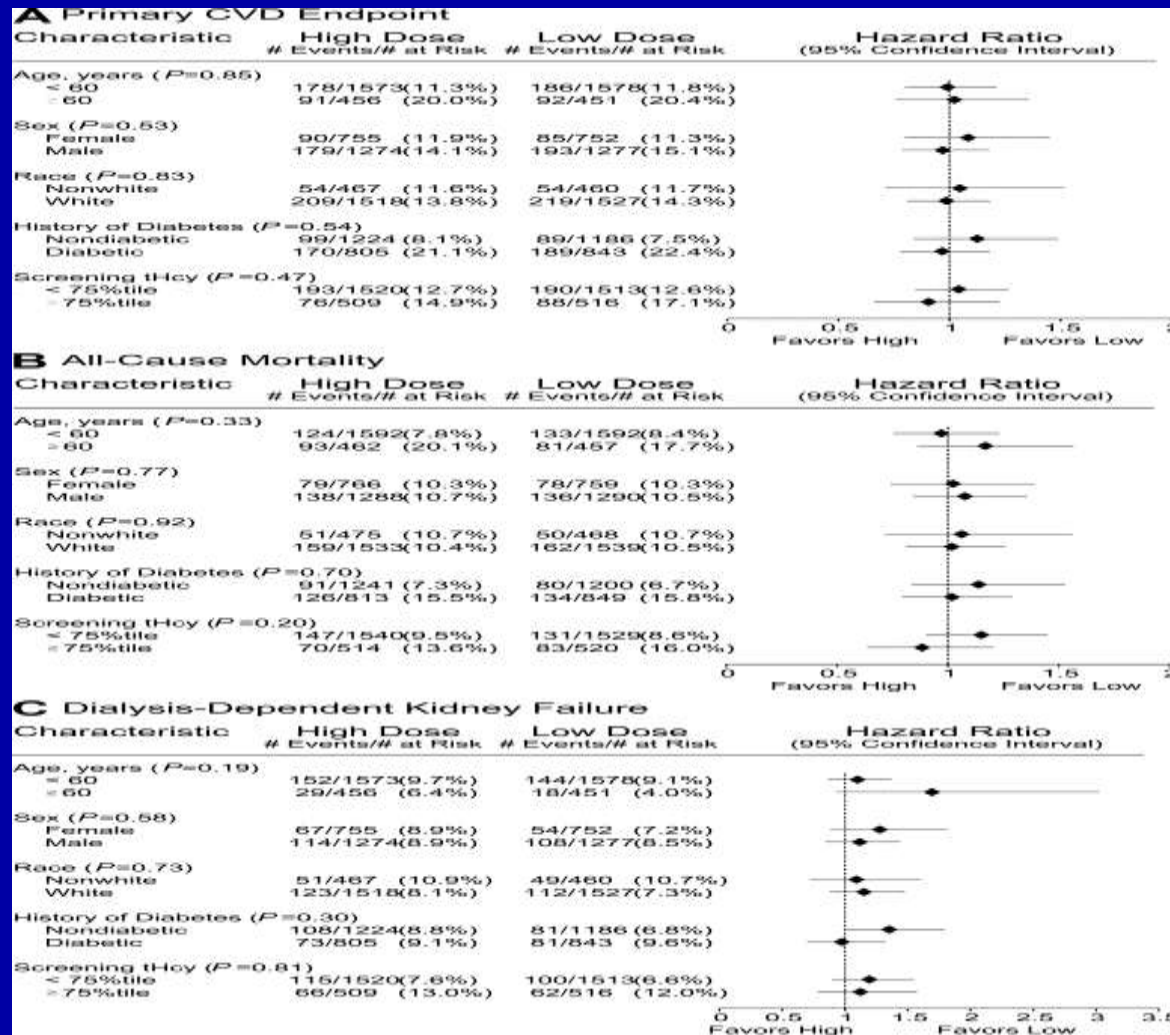 A Primary CVD Endpoint
Characteristic High Dose Low Dose Hazard Ratio
# Events/# at Risk # Events/# at Risk (95% Confidence Interval)
Age, years (P=0.85)
< 60 178/1573(11.3%) 186/1578(11.8%)
≥60 91/456 (20.0%) 92/451 (20.4%)
Sex (P=0.53)
Female 90/755 (11.9%) 85/752 (11.3%)
Male 179/1274(14.1%) 193/1277(15.1%)
Race (P=0.83)
Nonwhite 54/467 (11.6%) 54/460 (11.7%)
White 209/1518(13.8%) 219/1527(14.3%)
History of Diabetes (P=0.54)
Nondiabetic 99/1224(8.1%) 89/1186(7.5%)
Diabetic 170/805 (21.1%) 189/843 (22.4%)
Screening tHcy (P=0.47)
< 75%tile 193/1520(12.7%) 190/1513(12.6%)
≥75%tile 76/509 (14.9%) 88/516 (17.1%)
0 0.5 1 1.5 2
Favors High Favors Low
B All-Cause Mortality
Characteristic High Dose Low Dose Hazard Ratio
# Events/# at Risk # Events/# at Risk (95% Confidence Interval)
Age, years (P=0.33)
< 60 124/1592(7.8%) 133/1592(8.4%)
≥60 93/462 (20.1%) 81/457 (17.7%)
Sex (P=0.77)
Female 79/766 (10.3%) 78/759 (10.3%)
Male 138/1288(10.7%) 136/1290(10.5%)
Race (P=0.92)
Nonwhite 51/475 (10.7%) 50/468 (10.7%)
White 159/1533(10.4%) 162/1539(10.5%)
History of Diabetes (P=0.70)
Nondiabetic 91/1241(7.3%) 80/1200(6.7%)
Diabetic 126/813 (15.5%) 134/849 (15.8%)
Screening tHcy (P=0.20)
< 75%tile 147/1540(9.5%) 131/1529(8.6%)
≥75%tile 70/514 (13.6%) 83/520 (16.0%)
0 0.5 1 1.5 2
Favors High Favors Low
C Dialysis-Dependent Kidney Failure
Characteristic High Dose Low Dose Hazard Ratio
# Events/# at Risk # Events/# at Risk (95% Confidence Interval)
Age, years (P=0.19)
< 60 152/1573(9.7%) 144/1578(9.1%)
≥60 29/456 (6.4%) 18/451 (4.0%)
Sex (P=0.58)
Female 67/755 (8.9%) 54/752 (7.2%)
Male 114/1274(8.9%) 108/1277(8.5%)
Race (P=0.73)
Nonwhite 51/467 (10.9%) 49/460 (10.7%)
White 123/1518(8.1%) 112/1527(7.3%)
History of Diabetes (P=0.30)
Nondiabetic 108/1224(8.8%) 81/1186(6.8%)
Diabetic 73/805 (9.1%) 81/843 (9.6%)
Screening tHcy (P=0.81)
< 75%tile 115/1520(7.6%) 100/1513(6.6%)
≥75%tile 66/509 (13.0%) 62/516 (12.0%)
0 0.5 1 1.5 2 2.5 3 3.5
Favors High Favors Low